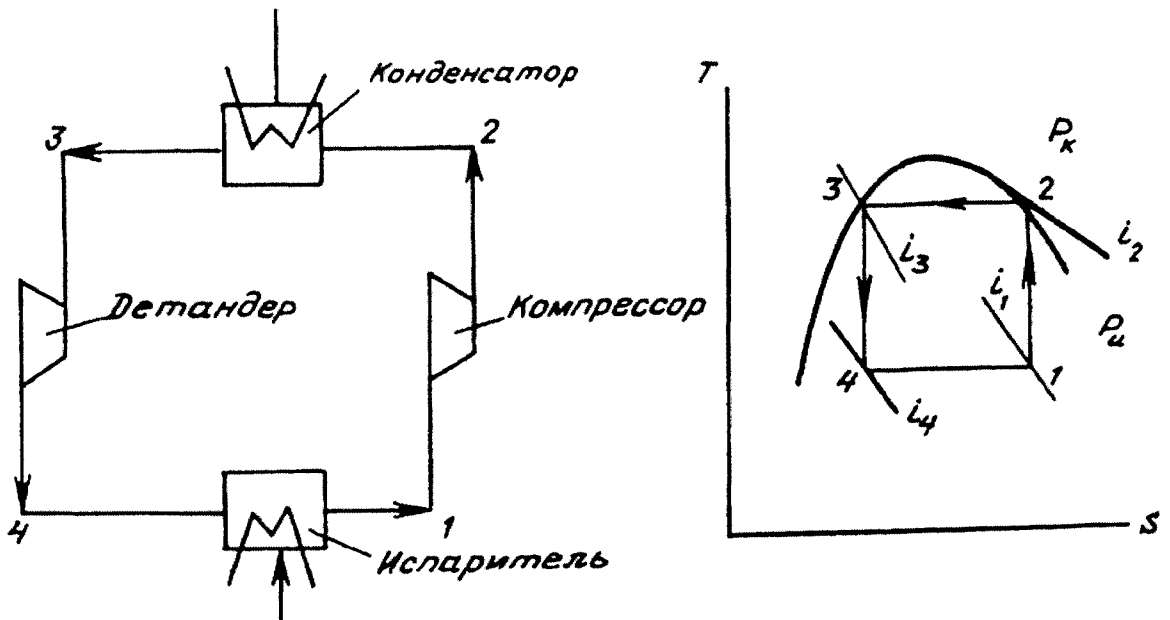 Конденсатор
3
2
Детандер
Компрессор
4
1
Испаритель
T
Pк
3
2
i3
i2
i1
Pи
4
1
i4
s